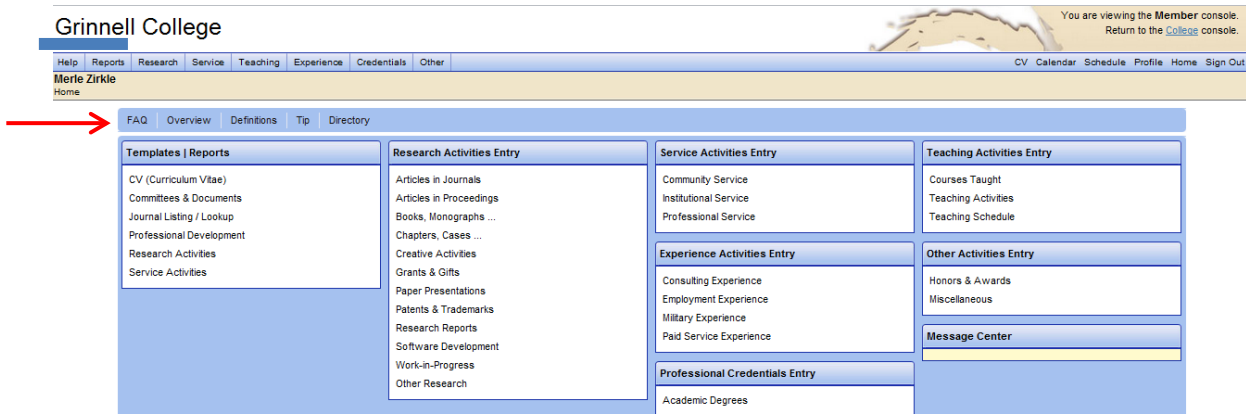 Grinnell College
You are viewing the Member console.
Return to the College console.
Help Reports Research Service Teaching Experience Credentials Other
CV Calendar Schedule Profile Home Sign Out
Merle Zirkle
Home
FAQ Overview Definitions Tip Directory
Templates | Reports
CV (Curriculum Vitae)
Committees & Documents
Journal Listing / Lookup
Professional Development
Research Activities
Service Activities
Research Activities Entry
Articles in Journals
Articles in Proceedings
Books, Monographs ...
Chapters, Cases ...
Creative Activities
Grants & Gifts
Paper Presentations
Patents & Trademarks
Research Reports
Software Development
Work-in-Progress
Other Research
Service Activities Entry
Community Service
Institutional Service
Professional Service
Experience Activities Entry
Consulting Experience
Employment Experience
Military Experience
Paid Service Experience
Professional Credentials Entry
Academic Degrees
Teaching Activities Entry
Courses Taught
Teaching Activities
Teaching Schedule
Other Activities Entry
Honors & Awards
Miscellaneous
Message Center